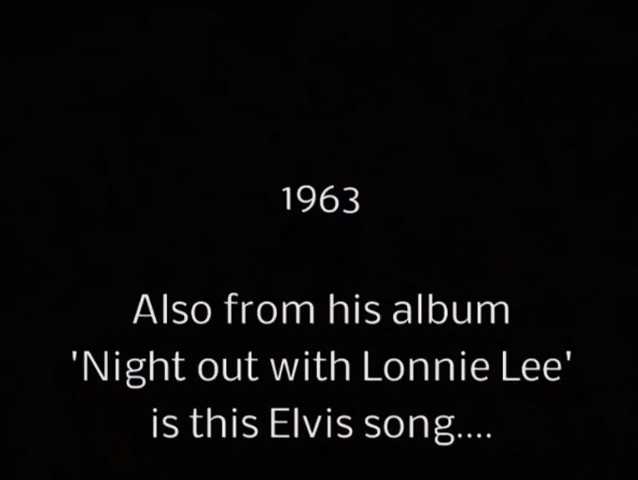 1963
Also from his album
'Night out with Lonnie Lee'
is this Elvis song....